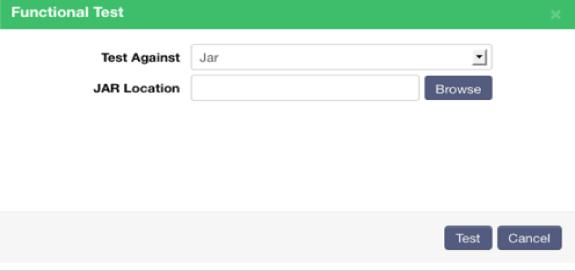 Functional Test ×
Test Against Jar
JAR Location Browse
Test Cancel